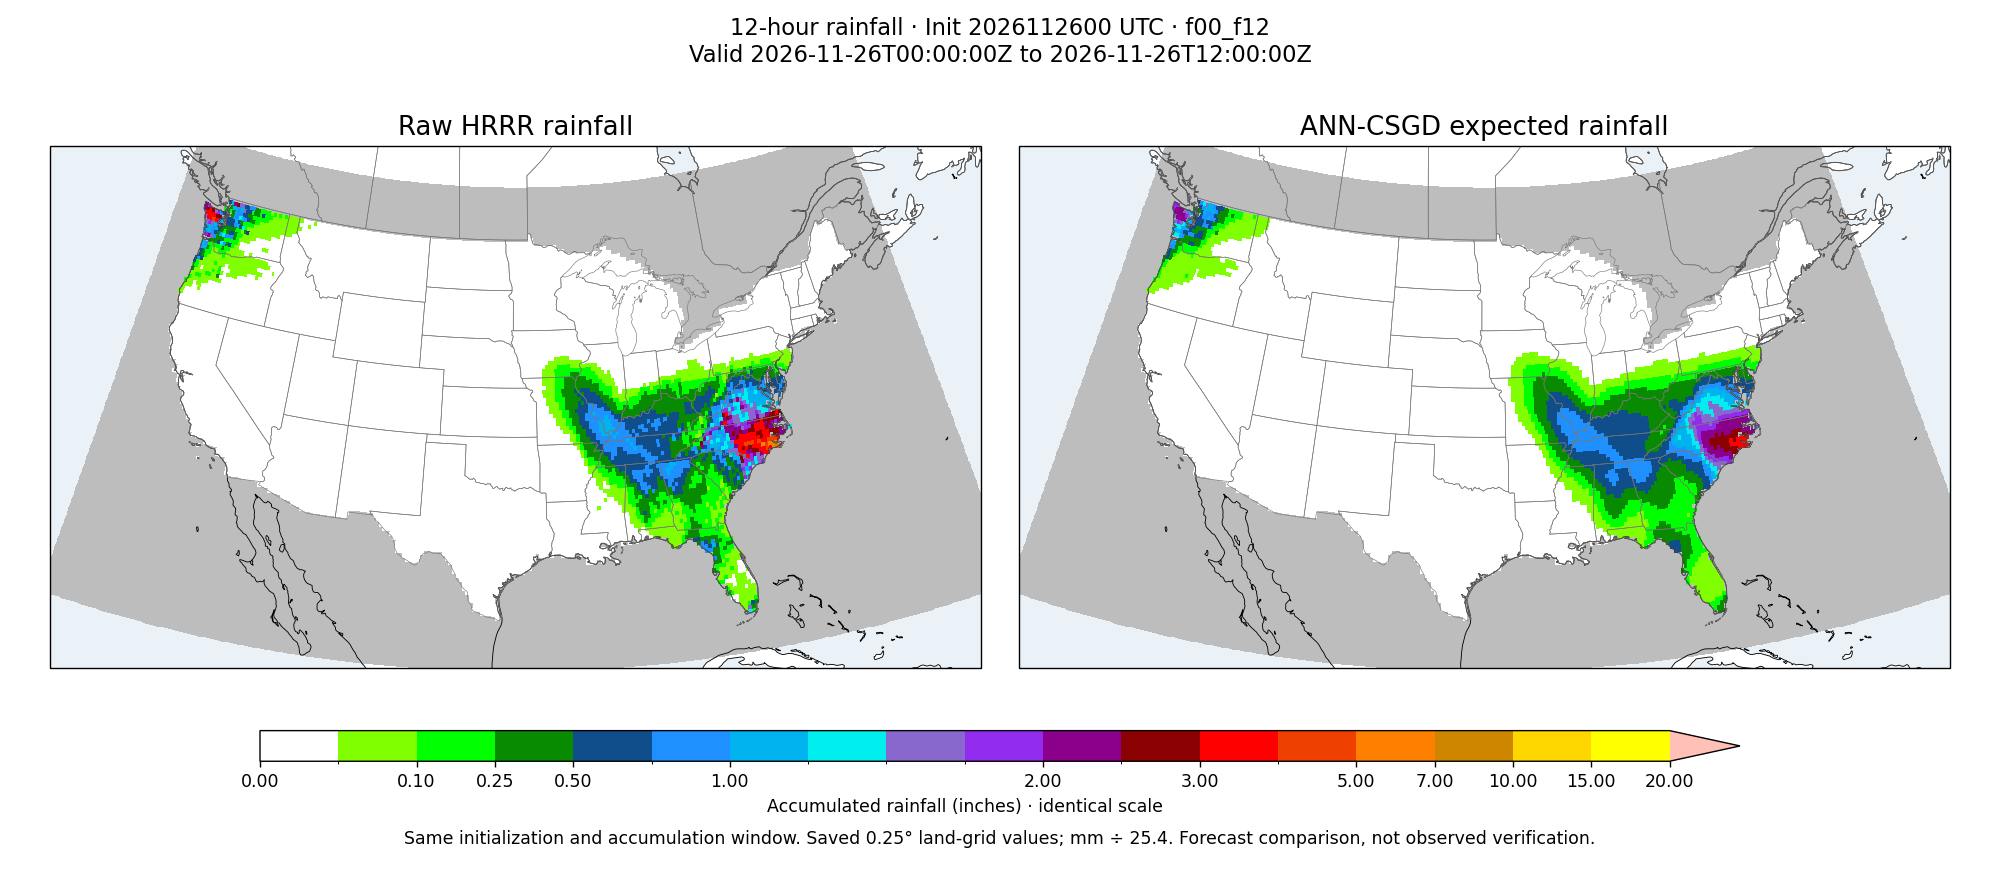 12-hour rainfall · Init 2026112600 UTC · f00_f12
Valid 2026-11-26T00:00:00Z to 2026-11-26T12:00:00Z
Raw HRRR rainfall
ANN-CSGD expected rainfall
0.00 0.10 0.25 0.50 1.00 2.00 3.00 5.00 7.00 10.00 15.00 20.00
Accumulated rainfall (inches) · identical scale
Same initialization and accumulation window. Saved 0.25° land-grid values; mm ÷ 25.4. Forecast comparison, not observed verification.